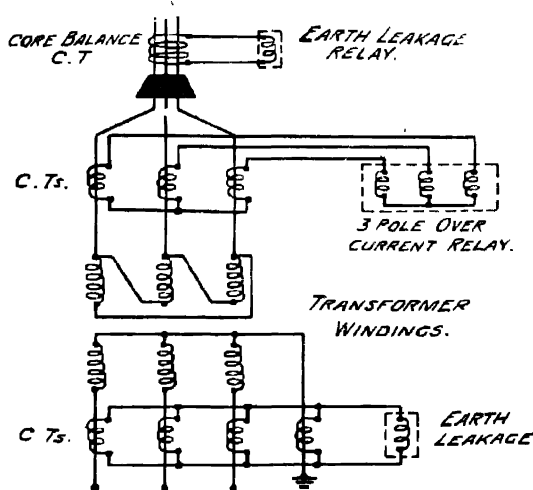 CORE BALANCE
C.T
EARTH LEAKAGE
RELAY.
C.Ts.
3 POLE OVER
CURRENT RELAY.
TRANSFORMER
WINDINGS.
C Ts.
EARTH
LEAKAGE